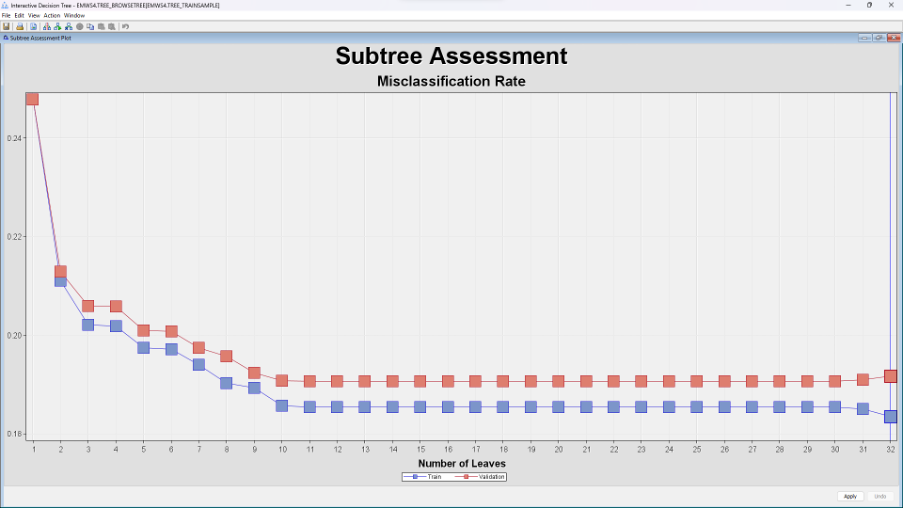 Interactive Decision Tree - EMWS4.TREE_BROWSETREE[EMWS4.TREE_TRAINSAMPLE]
File Edit View Action Window
Subtree Assessment Plot
Subtree Assessment
Misclassification Rate
0.24
0.22
0.20
0.18
1 2 3 4 5 6 7 8 9 10 11 12 13 14 15 16 17 18 19 20 21 22 23 24 25 26 27 28 29 30 31 32
Number of Leaves
Train Validation
Apply Undo